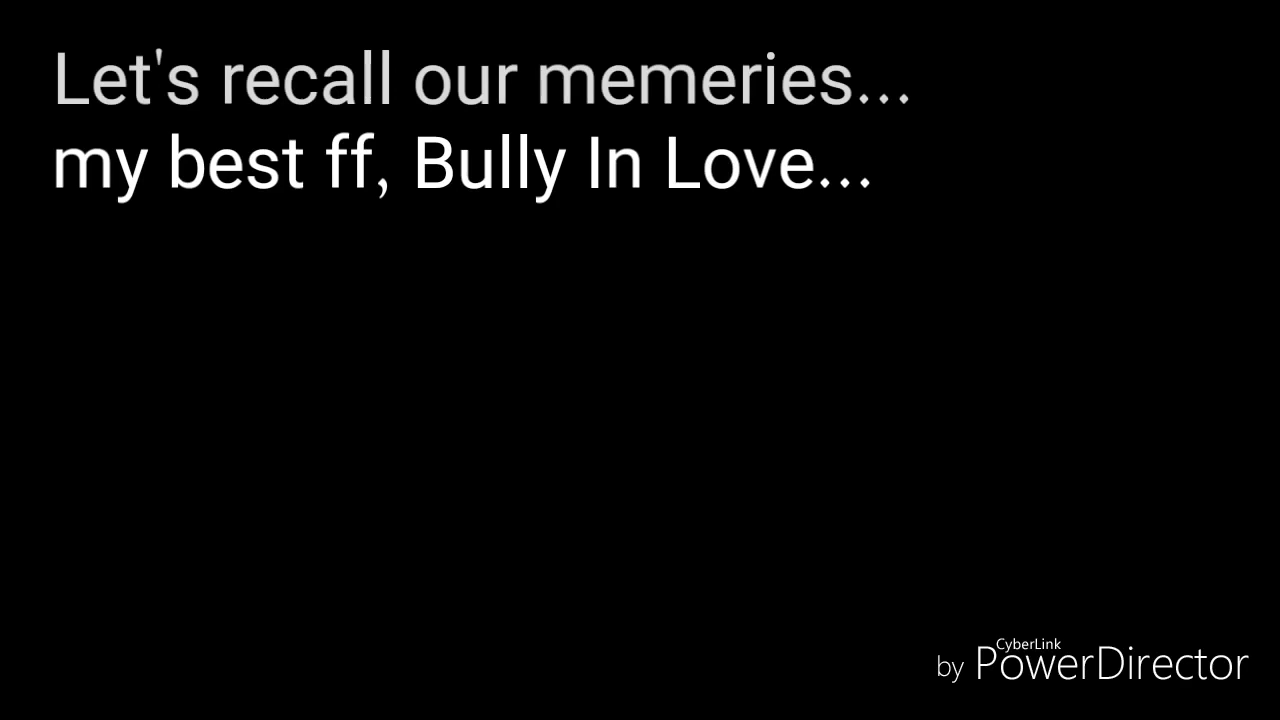 Let's recall our memeries...
my best ff, Bully In Love...
CyberLink
by PowerDirector